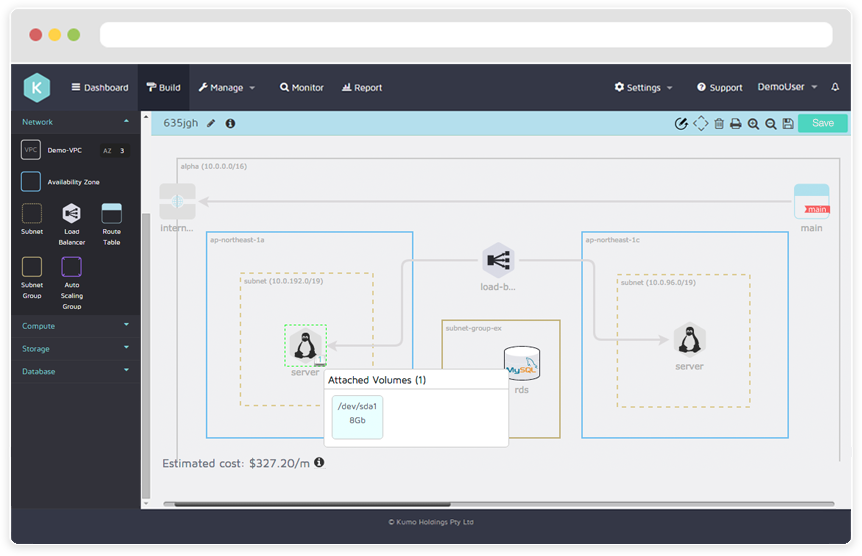 K
Dashboard
Build
Manage
Monitor
Report
Settings
Support
DemoUser
Network
635jgh
Save
VPC
Demo-VPC
AZ 3
Availability Zone
Subnet
Load
Balancer
Route
Table
Subnet
Group
Auto
Scaling
Group
Compute
Storage
Database
alpha (10.0.0.0/16)
intern...
main
main
ap-northeast-1a
load-b...
ap-northeast-1c
subnet (10.0.192.0/19)
subnet (10.0.96.0/19)
subnet-group-ex
1
server
server
MySQL
rds
Attached Volumes (1)
/dev/sda1
8Gb
Estimated cost: $327.20/m
© Kumo Holdings Pty Ltd